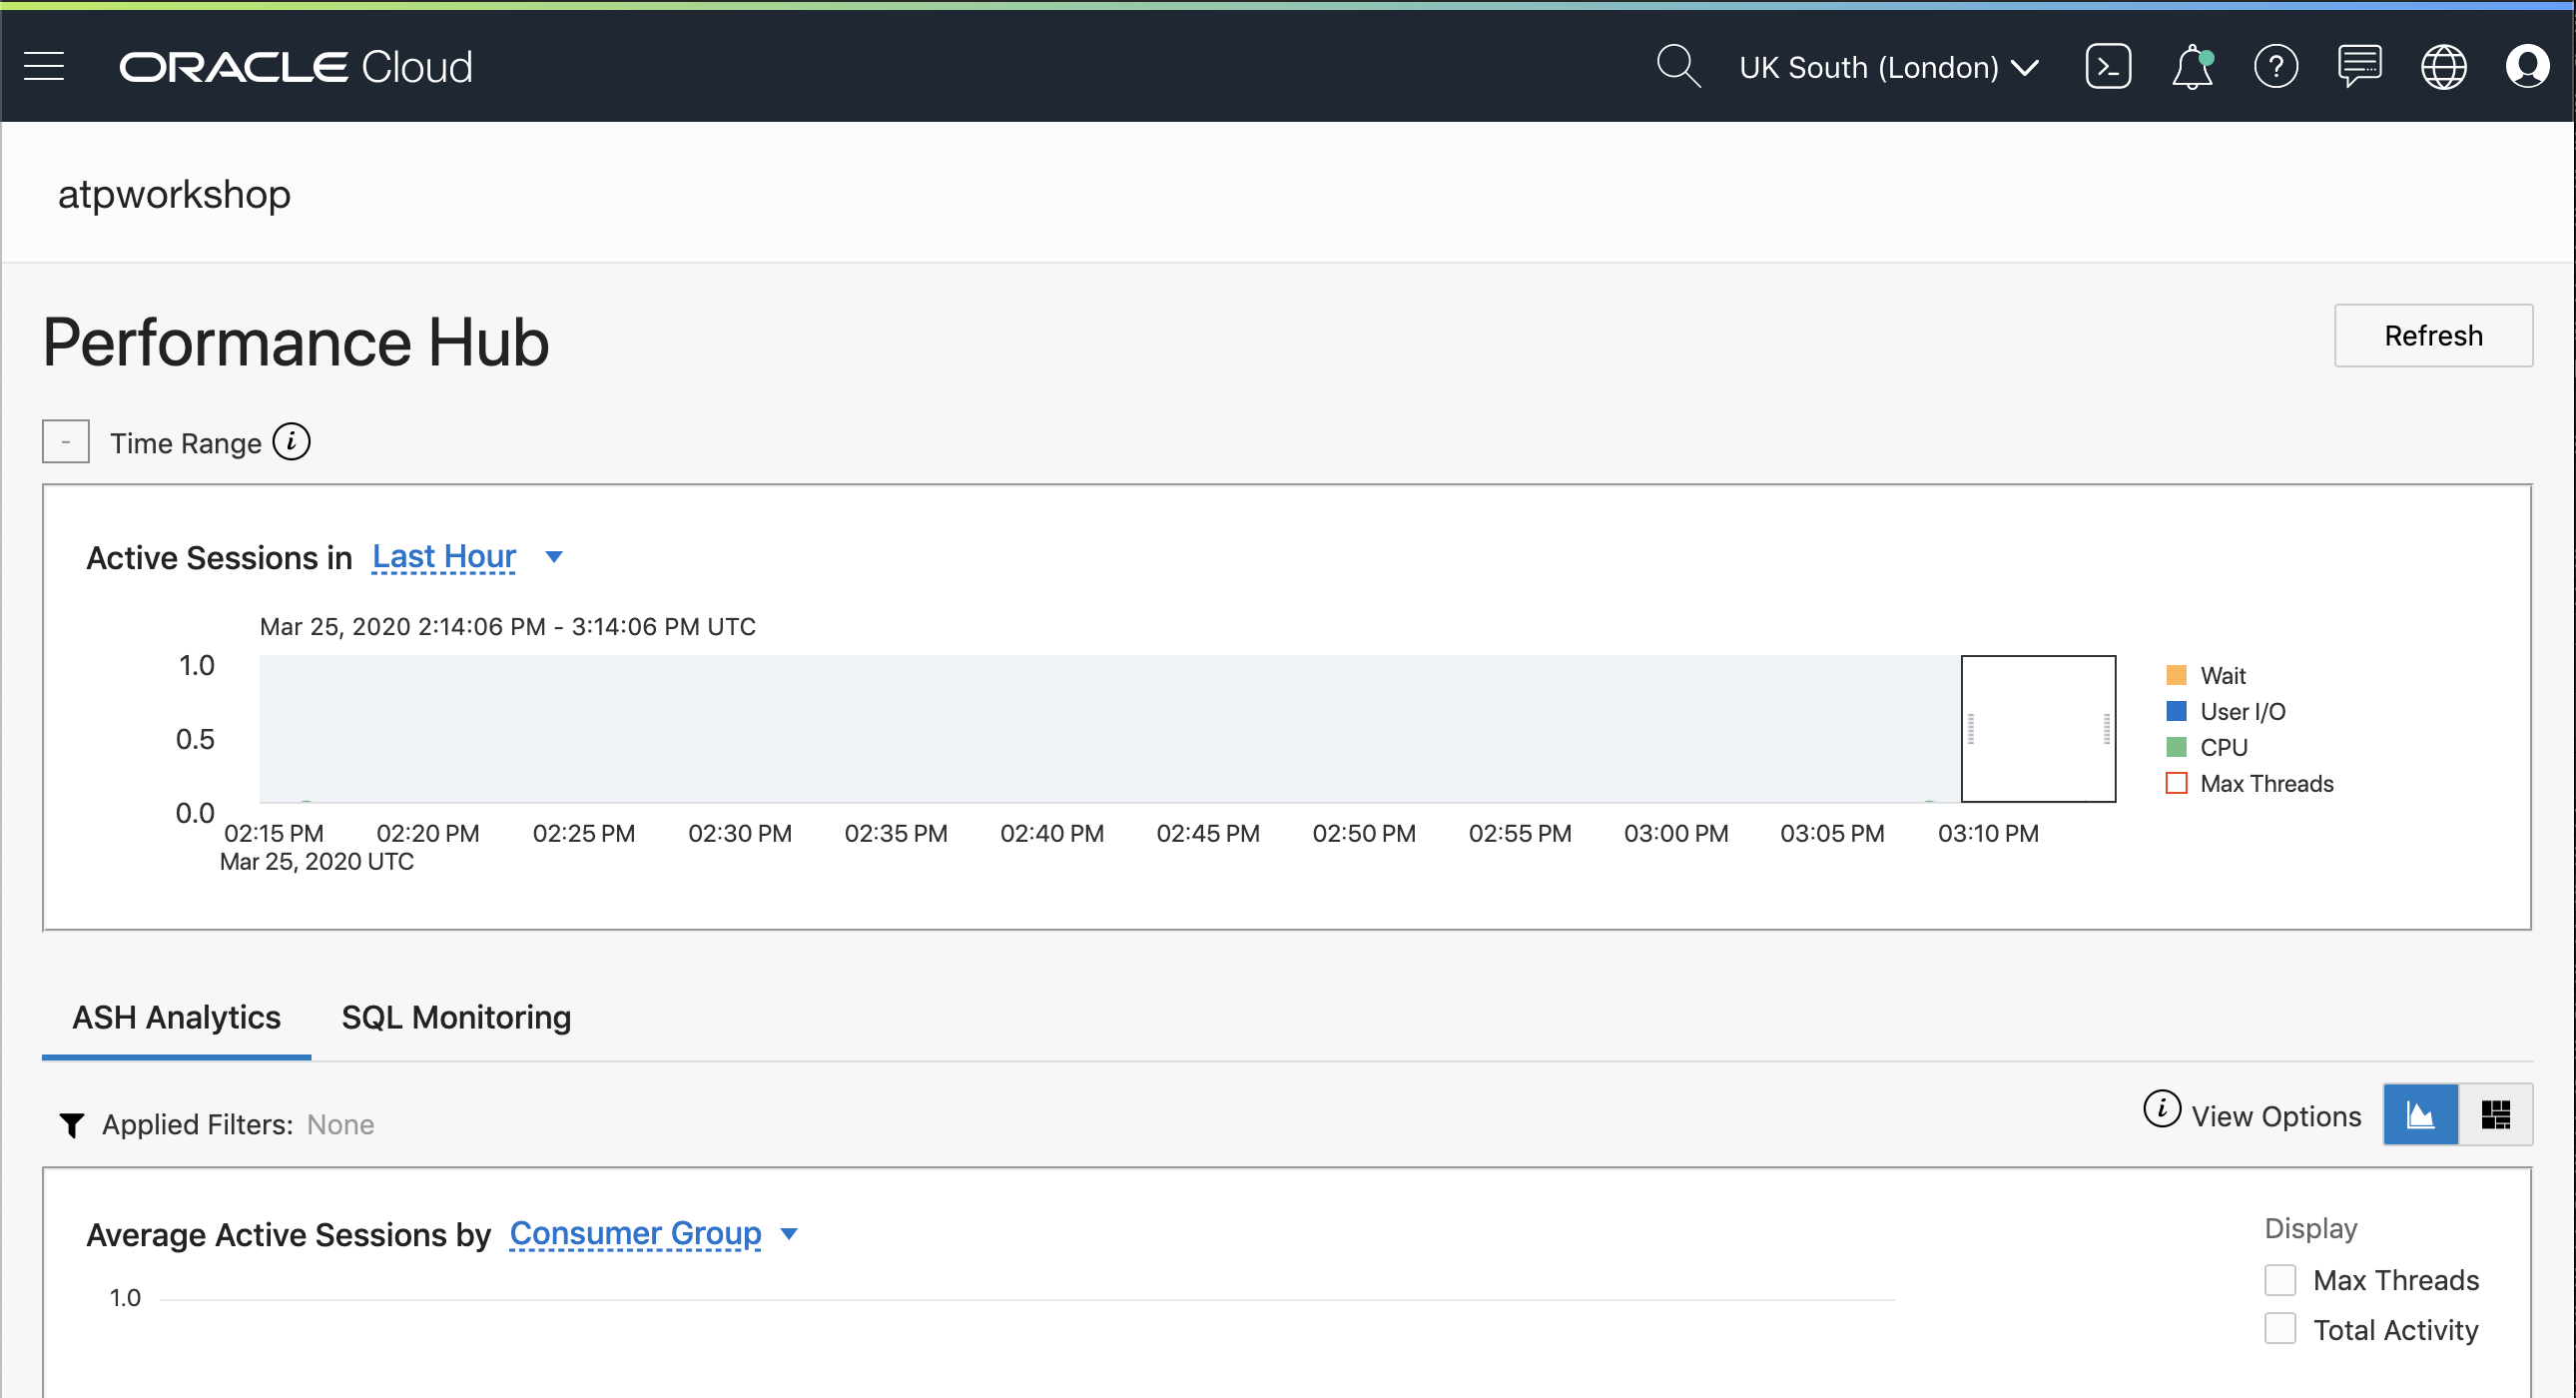 ORACLE Cloud
UK South (London)
atpworkshop
Performance Hub
Refresh
- Time Range
Active Sessions in Last Hour
Mar 25, 2020 2:14:06 PM - 3:14:06 PM UTC
1.0
0.5
0.0
02:15 PM 02:20 PM 02:25 PM 02:30 PM 02:35 PM 02:40 PM 02:45 PM 02:50 PM 02:55 PM 03:00 PM 03:05 PM 03:10 PM
Mar 25, 2020 UTC
Wait
User I/O
CPU
Max Threads
ASH Analytics SQL Monitoring
Applied Filters: None
View Options
Average Active Sessions by Consumer Group
1.0
Display
Max Threads
Total Activity